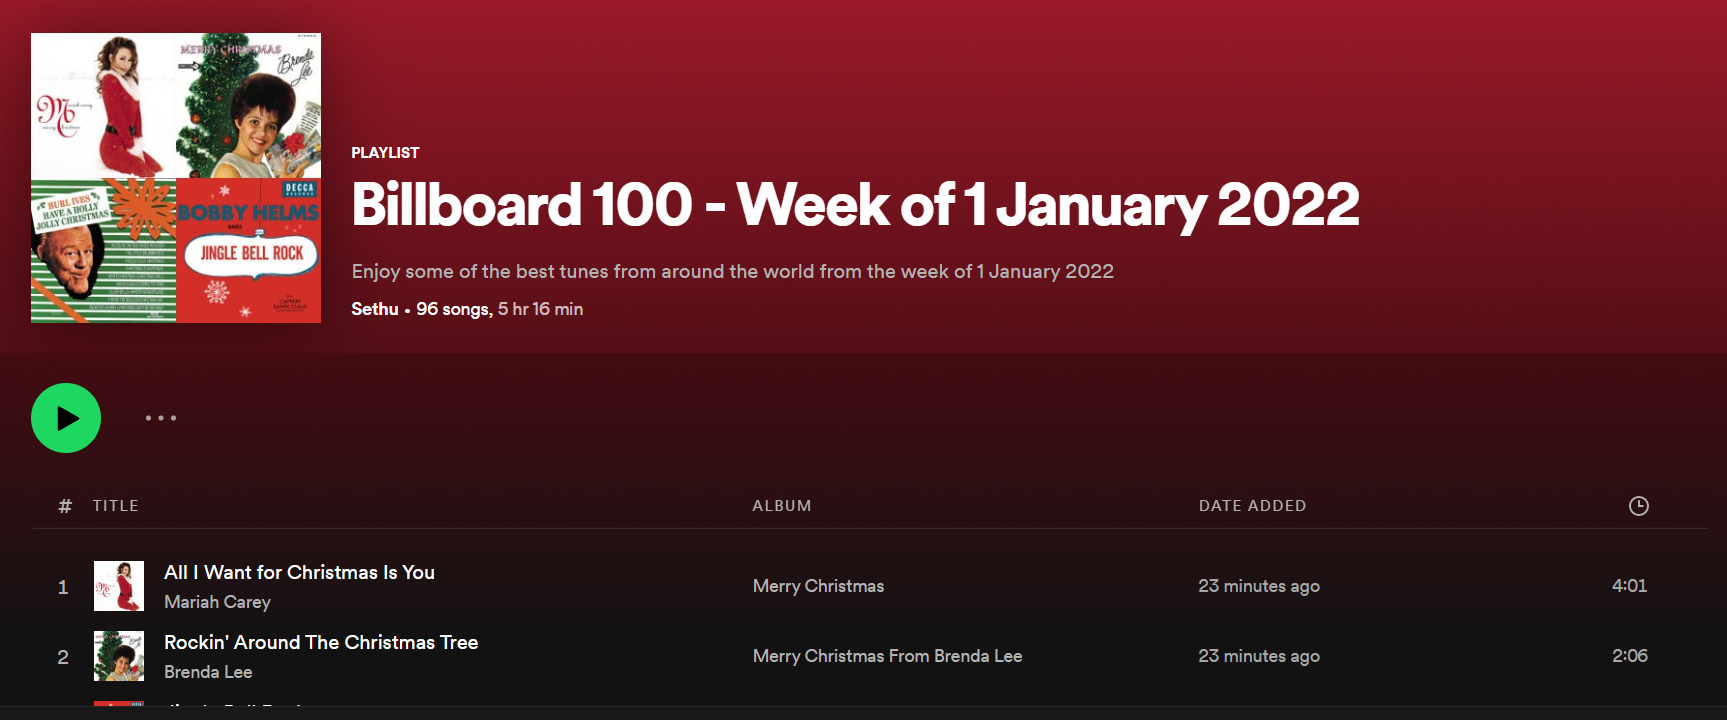 MERRY CHRISTMAS
Brenda
Lee
BURL IVES
HAVE A HOLLY
JOLLY CHRISTMAS
DECCA
BOBBY HELMS
SINGS
JINGLE BELL ROCK
CAPTAIN
SANTA CLAUS
PLAYLIST
Billboard 100 - Week of 1 January 2022
Enjoy some of the best tunes from around the world from the week of 1 January 2022
Sethu • 96 songs, 5 hr 16 min
# TITLE ALBUM DATE ADDED
1 All I Want for Christmas Is You Merry Christmas 23 minutes ago 4:01
Mariah Carey
2 Rockin' Around The Christmas Tree Merry Christmas From Brenda Lee 23 minutes ago 2:06
Brenda Lee